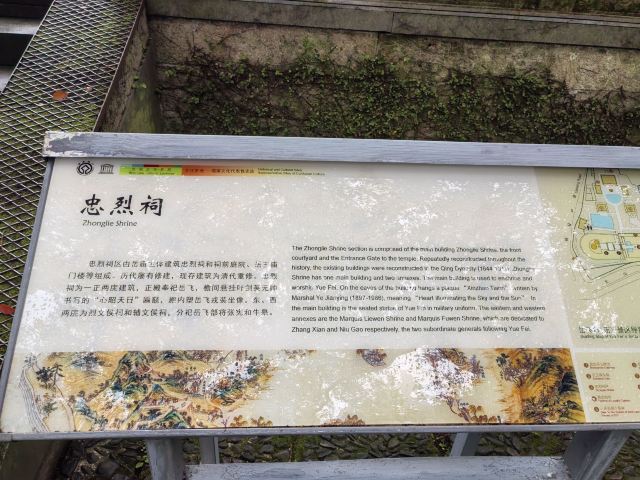 忠烈祠
Zhonglie Shrine
忠烈祠区由岳庙主体建筑忠烈祠和祠前庭院、岳王庙
门楼等组成。历代屡有修建，现存建筑为清代重修。忠烈
祠为一正两庑建筑，正殿奉祀岳飞，檐间悬挂叶剑英元帅
书写的“心昭天日”匾额，殿内塑岳飞戎装坐像。东、西
两庑为烈文侯祠和辅文侯祠，分祀岳飞部将张宪和牛皋。
The Zhonglie Shrine section is comprised of the main building Zhonglie Shrine, the front
courtyard and the Entrance Gate to the temple. Repeatedly reconstructed throughout the
history, the existing buildings were reconstructed in the Qing Dynasty (1644-1911). Zhonglie
Shrine has one main building and two annexes. The main building is used to enshrine and
worship Yue Fei. On the eaves of the building hangs a plaque "Xinzhao Tianri" written by
Marshal Ye Jianying (1897-1986), meaning "Heart Illuminating the Sky and the Sun". In
the main building is the seated statue of Yue Fei in military uniform. The eastern and western
annexes are the Marquis Liewen Shrine and Marquis Fuwen Shrine, which are dedicated to
Zhang Xian and Niu Gao respectively, the two subordinate generals following Yue Fei.